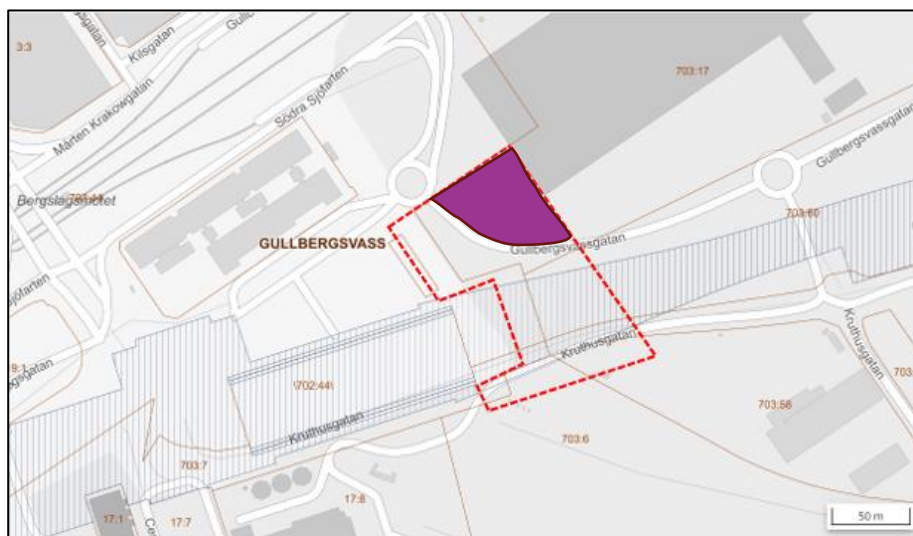 Kilsgatan
3:3
Mårten Krakowgatan
Södra Sjöfarten
703:17
Gullbergsvassgatan
Bergslagsmotet
GULLBERGSVASS
Gullbergsvassgatan
703:60
Kruthusgatan
Kruthusgatan
702:44
Kruthusgatan
703:58
703:7
703:6
17:8
17:1
17:7
50 m